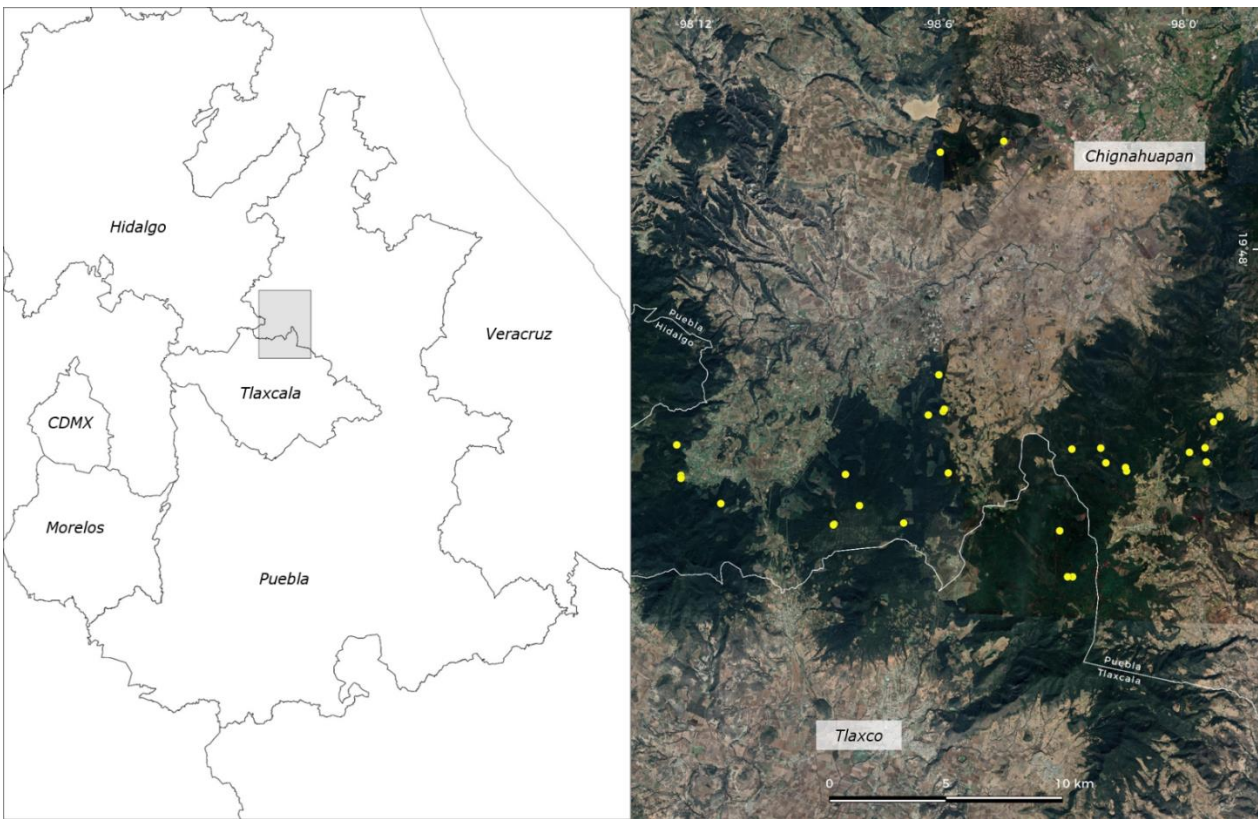 Hidalgo
Veracruz
Tlaxcala
CDMX
Morelos
Puebla
-98°12'
-98°6'
-98°0'
Chignahuapan
19°48'
Puebla
Hidalgo
Puebla
Tlaxcala
Tlaxco
0 5 10 km